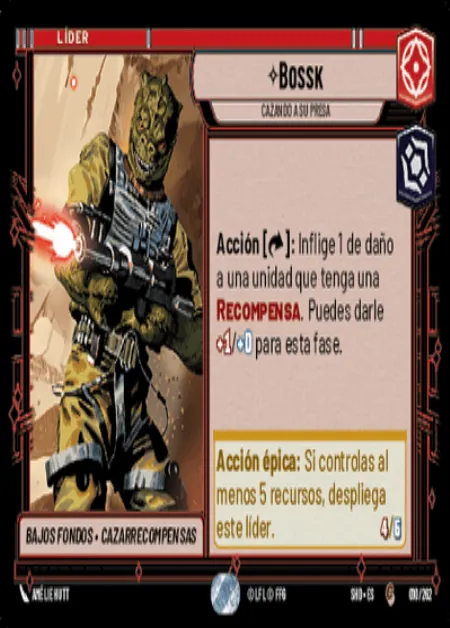 LÍDER
BOSSK
CAZANDO A SU PRESA
Acción [ ]: Inflige 1 de daño
a una unidad que tenga una
RECOMPENSA. Puedes darle
+1/+0 para esta fase.
Acción épica: Si controlas al
menos 5 recursos, despliega
este líder.
4/6
BAJOS FONDOS • CAZARRECOMPENSAS
AMÉLIE HUTT
© LFL © FFG
SHD • ES
C
010/262